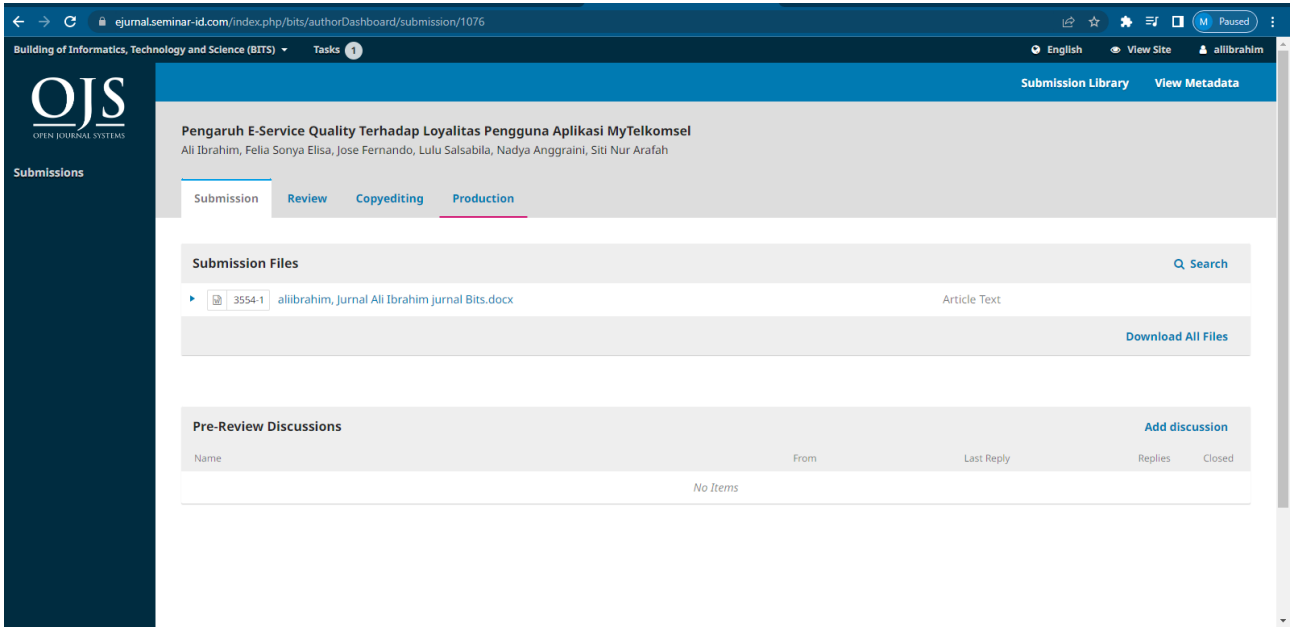 ejurnal.seminar-id.com/index.php/bits/authorDashboard/submission/1076
M Paused
Building of Informatics, Technology and Science (BITS) Tasks 1
English View Site aliibrahim
OJS
OPEN JOURNAL SYSTEMS
Submission Library View Metadata
Pengaruh E-Service Quality Terhadap Loyalitas Pengguna Aplikasi MyTelkomsel
Ali Ibrahim, Felia Sonya Elisa, Jose Fernando, Lulu Salsabila, Nadya Anggraini, Siti Nur Arafah
Submissions
Submission Review Copyediting Production
Submission Files Search
3554-1 aliibrahim, Jurnal Ali Ibrahim jurnal Bits.docx Article Text
Download All Files
Pre-Review Discussions Add discussion
Name From Last Reply Replies Closed
No Items